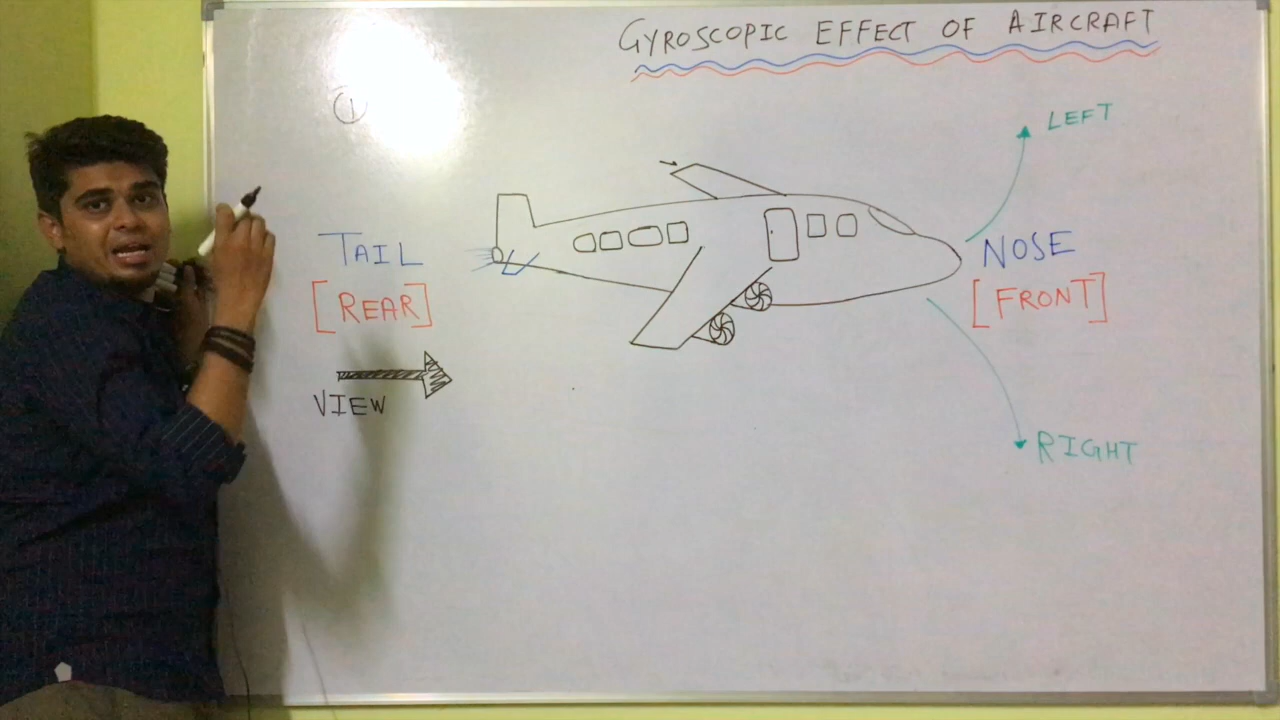 GYROSCOPIC EFFECT OF AIRCRAFT
1
LEFT
TAIL
[REAR]
NOSE
[FRONT]
VIEW
RIGHT